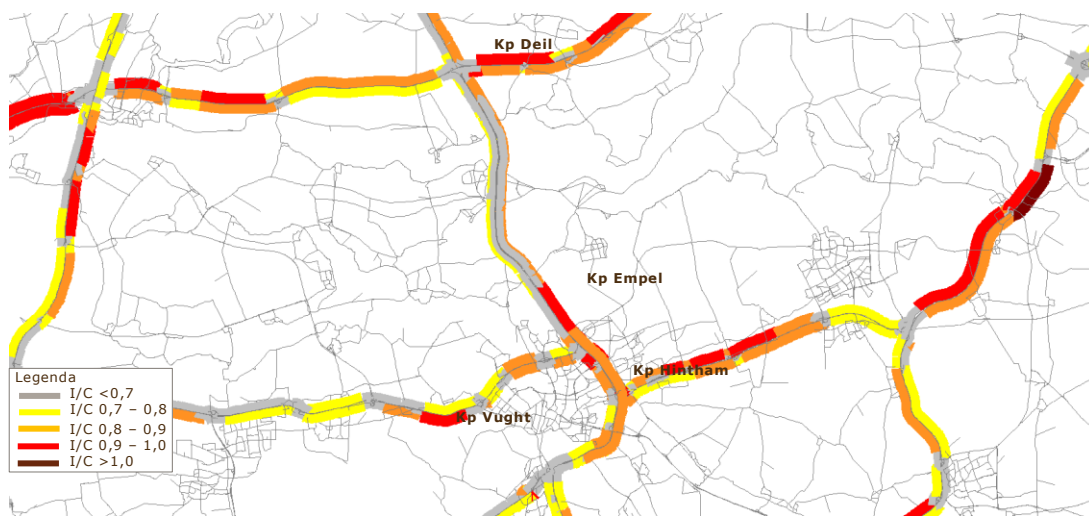 Kp Deil
Kp Empel
Kp Hintham
Kp Vught
Legenda
I/C <0,7
I/C 0,7 – 0,8
I/C 0,8 – 0,9
I/C 0,9 – 1,0
I/C >1,0